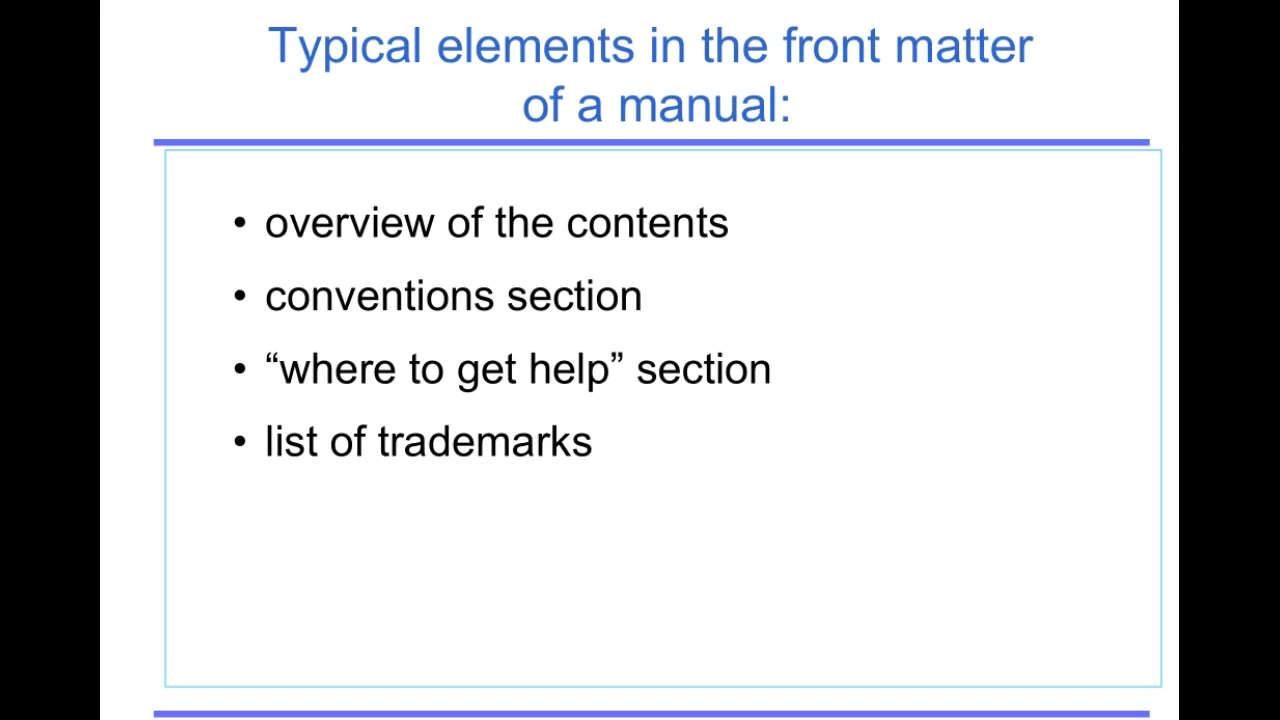 Typical elements in the front matter
of a manual:
• overview of the contents
• conventions section
• “where to get help” section
• list of trademarks